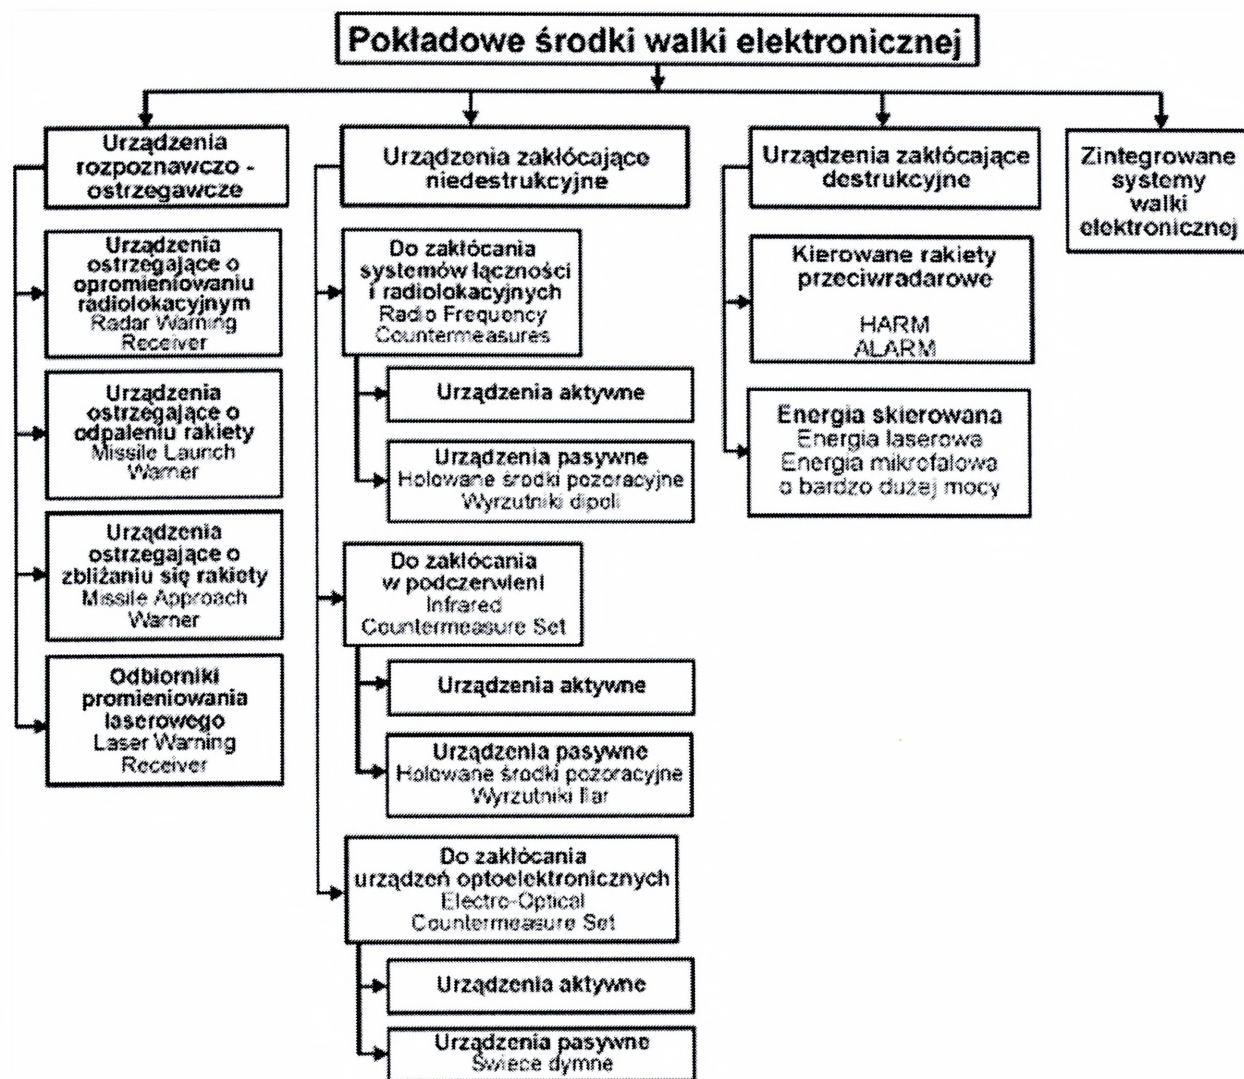 Pokładowe środki walki elektronicznej
Urządzenia
rozpoznawczo -
ostrzegawcze
Urządzenia
ostrzegające o
opromieniowaniu
radiolokacyjnym
Radar Warning
Receiver
Urządzenia
ostrzegające o
odpaleniu rakiety
Missile Launch
Warner
Urządzenia
ostrzegające o
zbliżaniu się rakiety
Missile Approach
Warner
Odbiorniki
promieniowania
laserowego
Laser Warning
Receiver
Urządzenia zakłócające
niedestrukcyjne
Do zakłócania
systemów łączności
i radiolokacyjnych
Radio Frequency
Countermeasures
Urządzenia aktywne
Urządzenia pasywne
Holowane środki pozoracyjne
Wyrzutniki dipoli
Do zakłócania
w podczerwieni
Infrared
Countermeasure Set
Urządzenia aktywne
Urządzenia pasywne
Holowane środki pozoracyjne
Wyrzutniki flar
Do zakłócania
urządzeń optoelektronicznych
Electro-Optical
Countermeasure Set
Urządzenia aktywne
Urządzenia pasywne
Świece dymne
Urządzenia zakłócające
destrukcyjne
Kierowane rakiety
przeciwradarowe
HARM
ALARM
Energia skierowana
Energia laserowa
Energia mikrofalowa
o bardzo dużej mocy
Zintegrowane
systemy
walki
elektronicznej